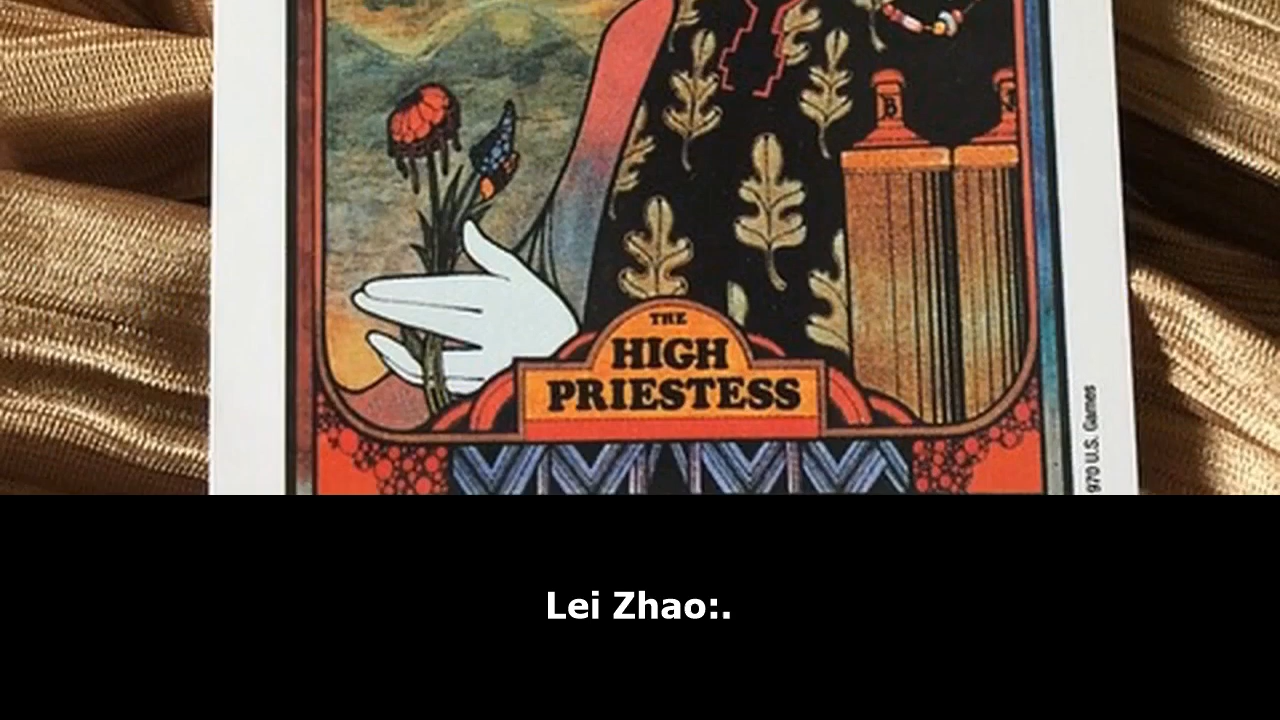 B
THE
HIGH
PRIESTESS
970 U.S. Games
Lei Zhao:.